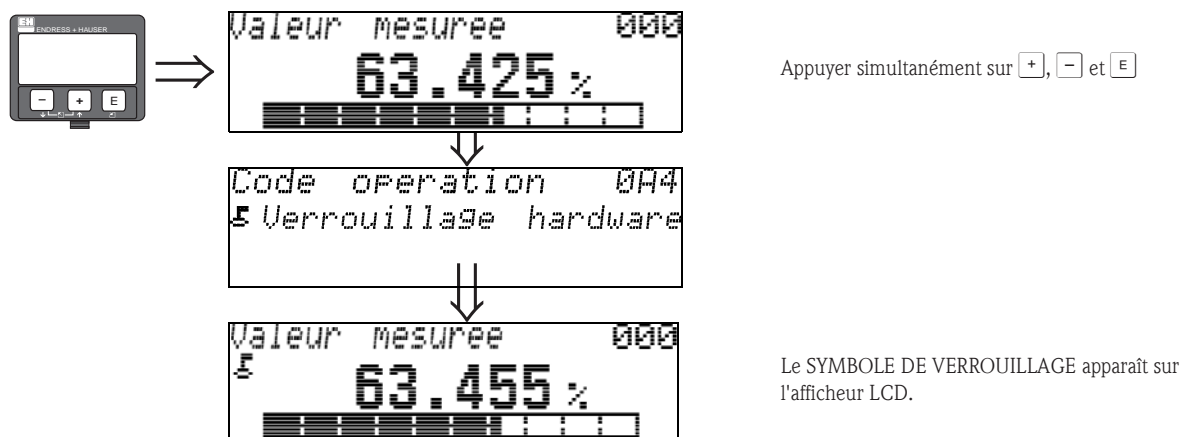 EH
ENDRESS + HAUSER
- + E
Valeur mesuree 000
63.425 %
Appuyer simultanément sur +, - et E
Code operation 0A4
Verrouillage hardware
Valeur mesuree 000
63.455 %
Le SYMBOLE DE VERROUILLAGE apparaît sur
l'afficheur LCD.